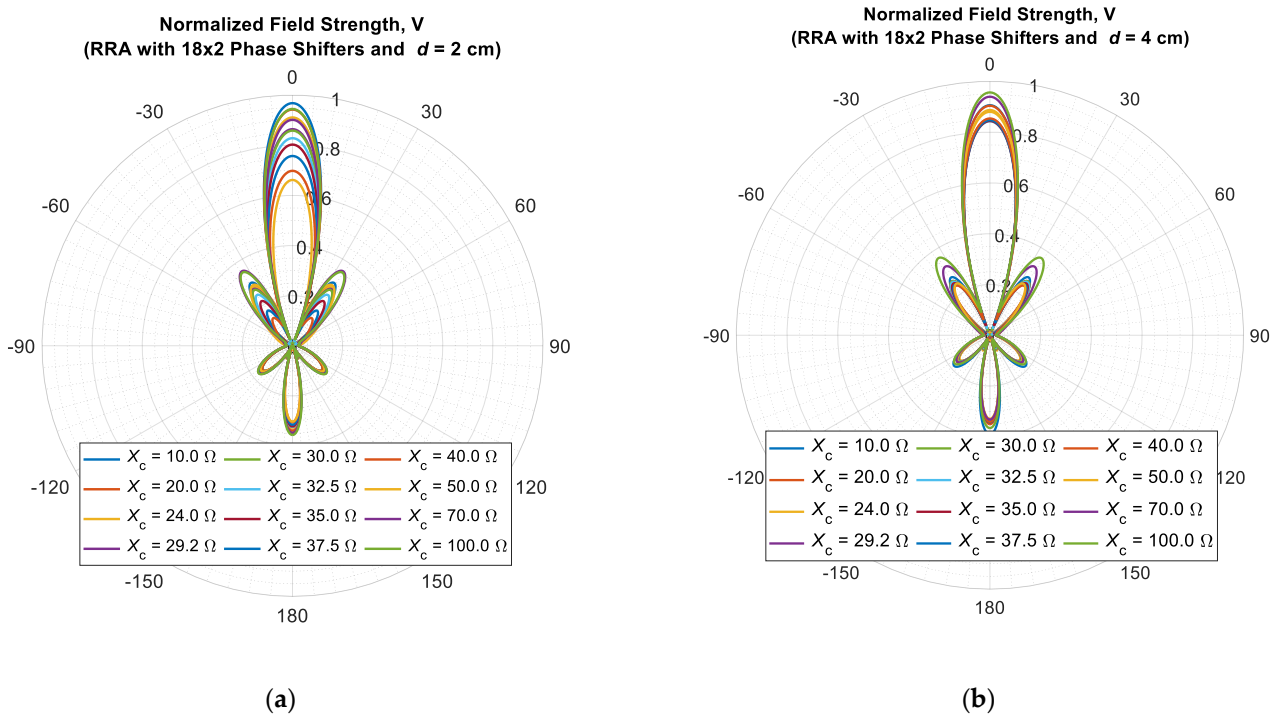 Normalized Field Strength, V
(RRA with 18x2 Phase Shifters and d = 2 cm)
0
-30
30
1
0.8
-60
60
0.6
0.4
0.2
-90
90
X_c = 10.0 Ω X_c = 30.0 Ω X_c = 40.0 Ω
X_c = 20.0 Ω X_c = 32.5 Ω X_c = 50.0 Ω
X_c = 24.0 Ω X_c = 35.0 Ω X_c = 70.0 Ω
X_c = 29.2 Ω X_c = 37.5 Ω X_c = 100.0 Ω
-120
120
-150
150
180
(a)
Normalized Field Strength, V
(RRA with 18x2 Phase Shifters and d = 4 cm)
0
-30
30
1
0.8
-60
60
0.6
0.4
0.2
-90
90
X_c = 10.0 Ω X_c = 30.0 Ω X_c = 40.0 Ω
X_c = 20.0 Ω X_c = 32.5 Ω X_c = 50.0 Ω
X_c = 24.0 Ω X_c = 35.0 Ω X_c = 70.0 Ω
X_c = 29.2 Ω X_c = 37.5 Ω X_c = 100.0 Ω
-120
120
-150
150
180
(b)